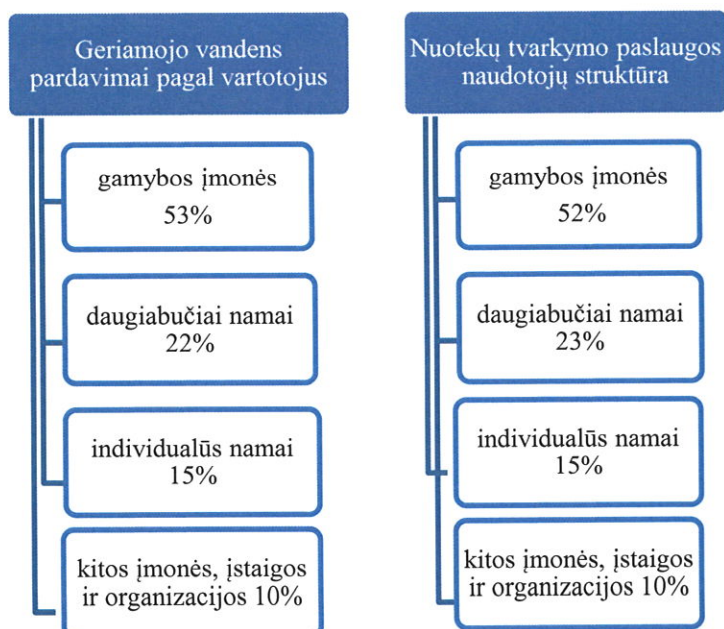 Geriamojo vandens
pardavimai pagal vartotojus
gamybos įmonės
53%
daugiabučiai namai
22%
individualūs namai
15%
kitos įmonės, įstaigos
ir organizacijos 10%
Nuotekų tvarkymo paslaugos
naudotojų struktūra
gamybos įmonės
52%
daugiabučiai namai
23%
individualūs namai
15%
kitos įmonės, įstaigos
ir organizacijos 10%